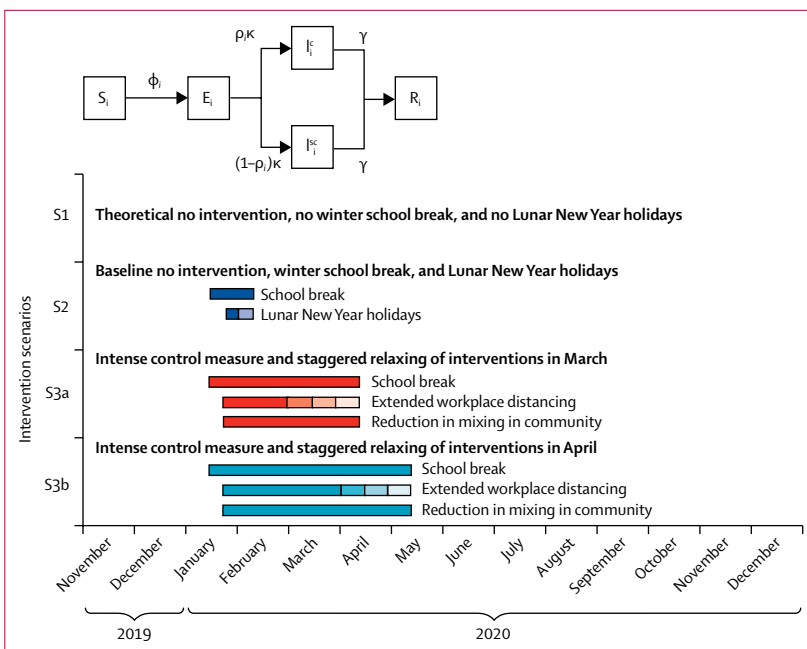 ρᵢκ
Iᵢᶜ
γ
Sᵢ
ϕᵢ
Eᵢ
Rᵢ
Iᵢˢᶜ
(1–ρᵢ)κ
γ
Intervention scenarios
S1
Theoretical no intervention, no winter school break, and no Lunar New Year holidays
S2
Baseline no intervention, winter school break, and Lunar New Year holidays
School break
Lunar New Year holidays
S3a
Intense control measure and staggered relaxing of interventions in March
School break
Extended workplace distancing
Reduction in mixing in community
S3b
Intense control measure and staggered relaxing of interventions in April
School break
Extended workplace distancing
Reduction in mixing in community
November
December
January
February
March
April
May
June
July
August
September
October
November
December
2019
2020